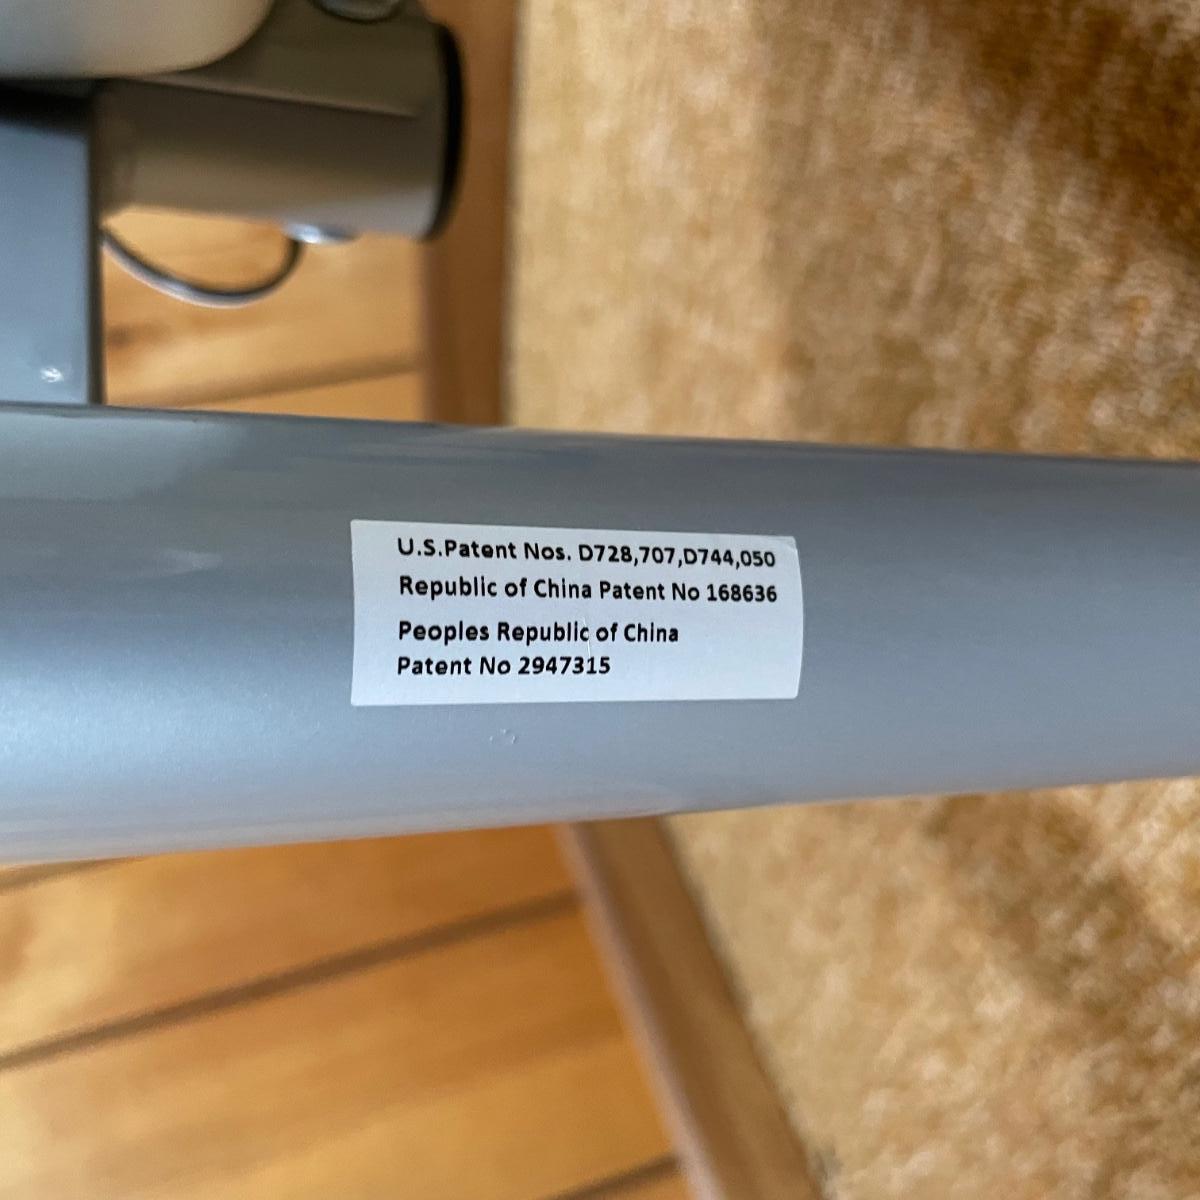 U.S.Patent Nos. D728,707,D744,050
Republic of China Patent No 168636
Peoples Republic of China
Patent No 2947315